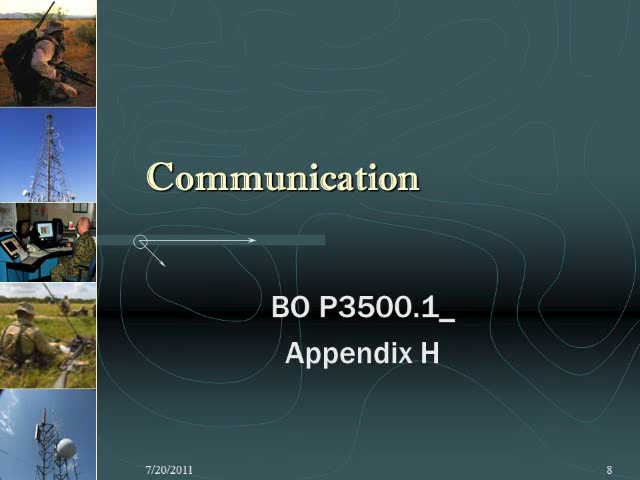 Communication
BO P3500.1_
Appendix H
7/20/2011
8